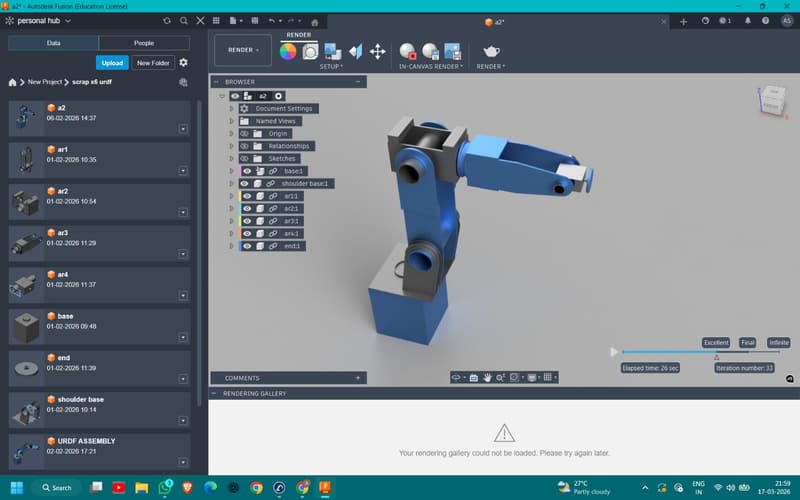 a2* - Autodesk Fusion (Education License)
personal hub
a2*
1
AS
Data
People
Upload
New Folder
New Project
scrap x6 urdf
a2
06-02-2026 14:37
ar1
01-02-2026 10:35
ar2
01-02-2026 10:54
ar3
01-02-2026 11:29
ar4
01-02-2026 11:37
base
01-02-2026 09:48
end
01-02-2026 11:39
shoulder base
01-02-2026 10:14
URDF ASSEMBLY
02-02-2026 17:21
RENDER
RENDER
SETUP
IN-CANVAS RENDER
RENDER
BROWSER
a2
Document Settings
Named Views
Origin
Relationships
Sketches
base:1
shoulder base:1
ar1:1
ar2:1
ar3:1
ar4:1
end:1
Excellent
Final
Infinite
Elapsed time: 26 sec
Iteration number: 33
COMMENTS
RENDERING GALLERY
Your rendering gallery could not be loaded. Please try again later.
Search
3
27°C
Partly cloudy
ENG
IN
21:59
17-03-2026